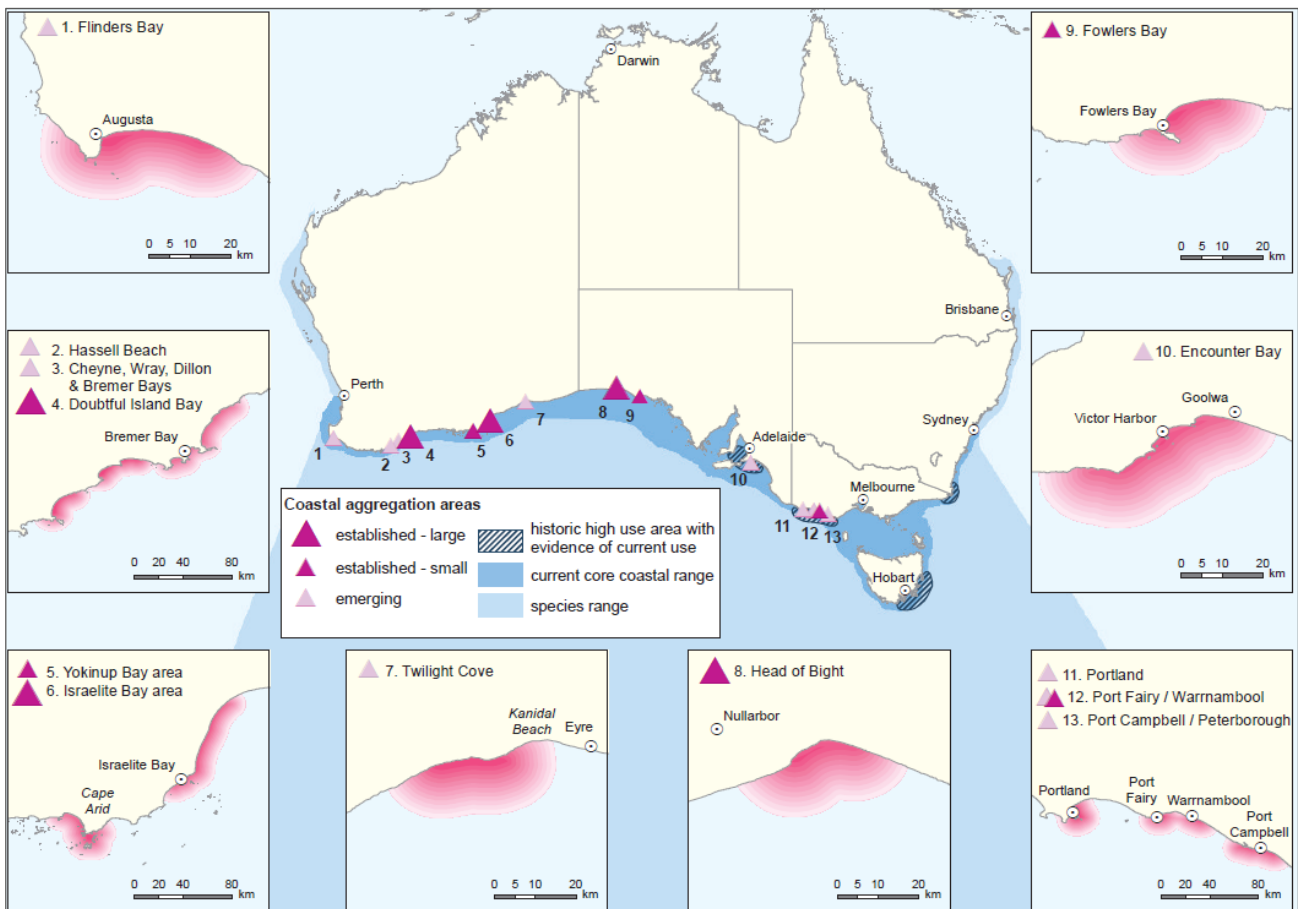 1. Flinders Bay
Augusta
0 5 10 20
km
2. Hassell Beach
3. Cheyne, Wray, Dillon
& Bremer Bays
4. Doubtful Island Bay
Bremer Bay
0 20 40 80
km
5. Yokinup Bay area
6. Israelite Bay area
Israelite Bay
Cape
Arid
0 20 40 80
km
Darwin
Brisbane
Perth
Sydney
Adelaide
Melbourne
Hobart
1
2
3
4
5
6
7
8
9
10
11
12
13
Coastal aggregation areas
established - large
established - small
emerging
historic high use area with
evidence of current use
current core coastal range
species range
7. Twilight Cove
Kanidal
Beach
Eyre
0 5 10 20
km
8. Head of Bight
Nullarbor
0 5 10 20
km
9. Fowlers Bay
Fowlers Bay
0 5 10 20
km
10. Encounter Bay
Goolwa
Victor Harbor
0 5 10 20
km
11. Portland
12. Port Fairy / Warrnambool
13. Port Campbell / Peterborough
Portland
Port
Fairy
Warrnambool
Port
Campbell
0 20 40 80
km